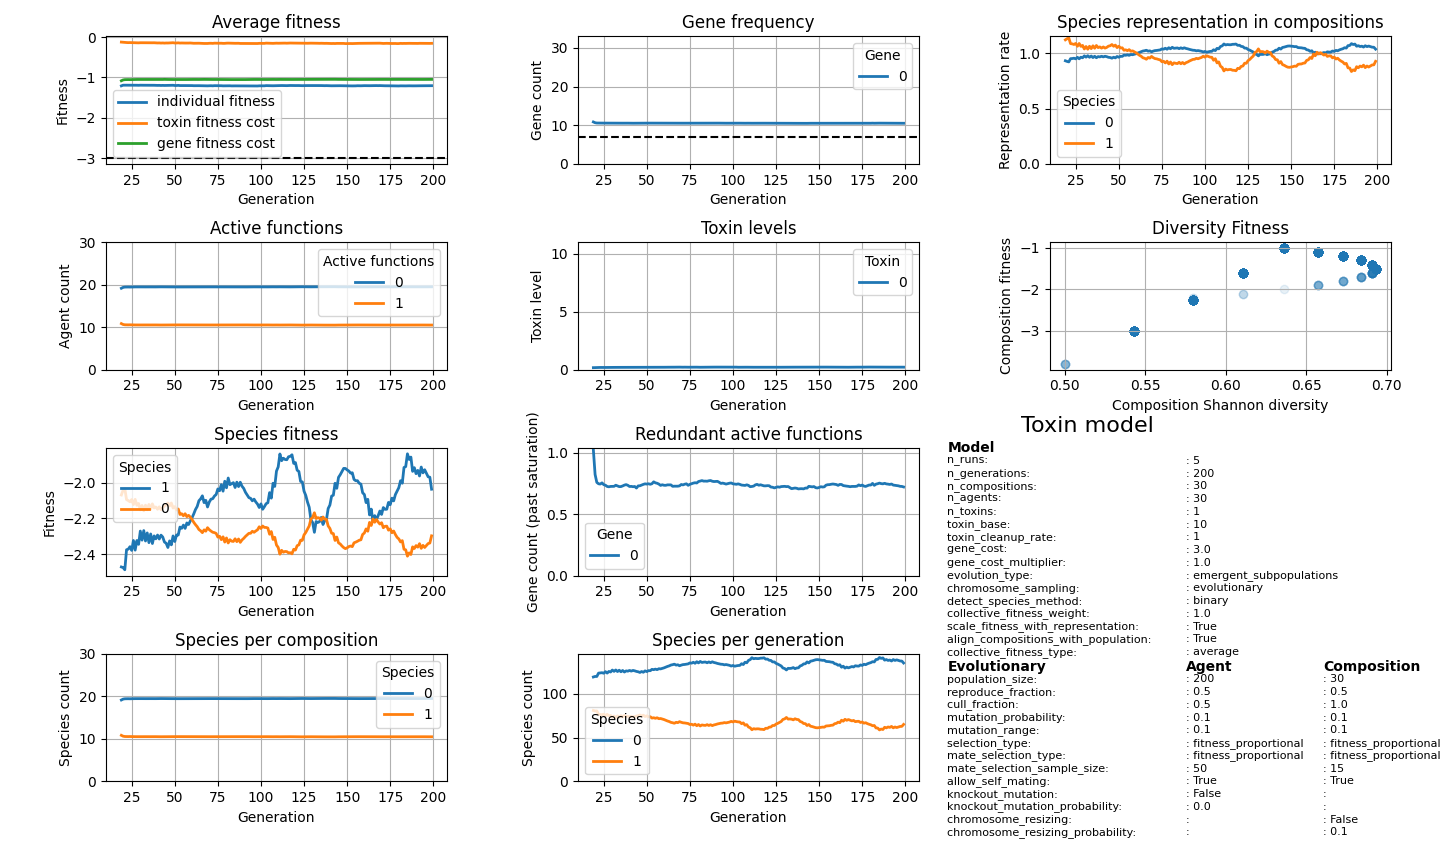 Average fitness
Fitness
0
−1
−2
−3
individual fitness
toxin fitness cost
gene fitness cost
25 50 75 100 125 150 175 200
Generation
Gene frequency
Gene count
30
20
10
0
Gene
0
25 50 75 100 125 150 175 200
Generation
Species representation in compositions
Representation rate
1.0
0.5
0.0
Species
0
1
25 50 75 100 125 150 175 200
Generation
Active functions
Agent count
30
20
10
0
Active functions
0
1
25 50 75 100 125 150 175 200
Generation
Toxin levels
Toxin level
10
5
0
Toxin
0
25 50 75 100 125 150 175 200
Generation
Diversity Fitness
Composition fitness
−1
−2
−3
0.50 0.55 0.60 0.65 0.70
Composition Shannon diversity
Species fitness
Fitness
−2.0
−2.2
−2.4
Species
1
0
25 50 75 100 125 150 175 200
Generation
Redundant active functions
Gene count (past saturation)
1.0
0.5
0.0
Gene
0
25 50 75 100 125 150 175 200
Generation
Species per composition
Species count
30
20
10
0
Species
0
1
25 50 75 100 125 150 175 200
Generation
Species per generation
Species count
100
50
0
Species
0
1
25 50 75 100 125 150 175 200
Generation
Toxin model
Model
n_runs: : 5
n_generations: : 200
n_compositions: : 30
n_agents: : 30
n_toxins: : 1
toxin_base: : 10
toxin_cleanup_rate: : 1
gene_cost: : 3.0
gene_cost_multiplier: : 1.0
evolution_type: : emergent_subpopulations
chromosome_sampling: : evolutionary
detect_species_method: : binary
collective_fitness_weight: : 1.0
scale_fitness_with_representation: : True
align_compositions_with_population: : True
collective_fitness_type: : average
Evolutionary Agent Composition
population_size: : 200 : 30
reproduce_fraction: : 0.5 : 0.5
cull_fraction: : 0.5 : 1.0
mutation_probability: : 0.1 : 0.1
mutation_range: : 0.1 : 0.1
selection_type: : fitness_proportional : fitness_proportional
mate_selection_type: : fitness_proportional : fitness_proportional
mate_selection_sample_size: : 50 : 15
allow_self_mating: : True : True
knockout_mutation: : False :
knockout_mutation_probability: : 0.0 :
chromosome_resizing: : : False
chromosome_resizing_probability: : : 0.1